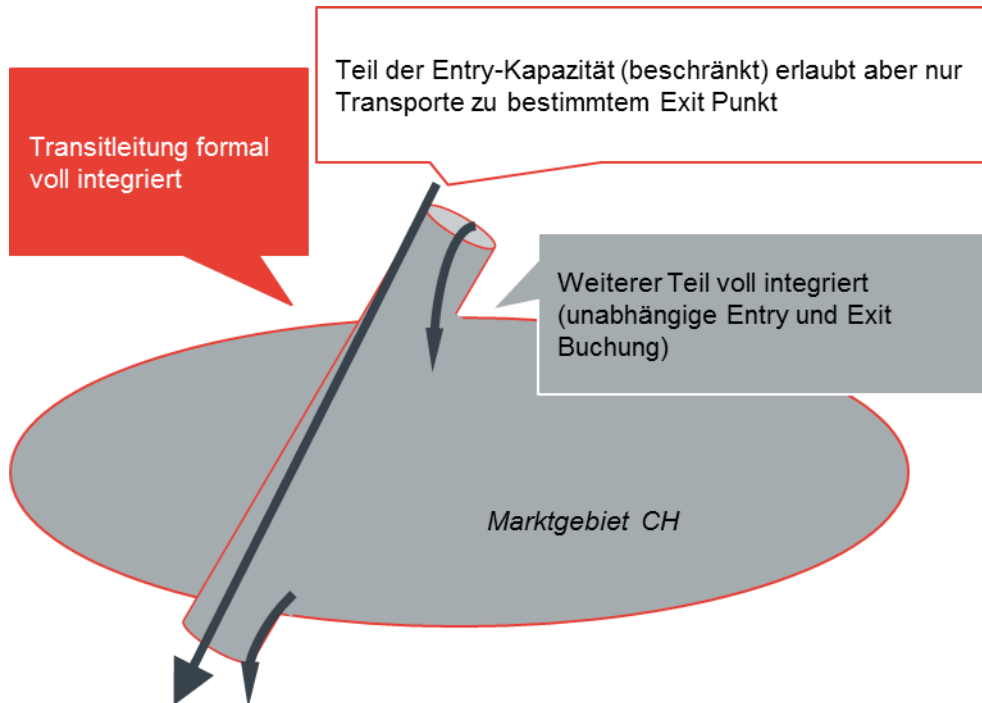 Teil der Entry-Kapazität (beschränkt) erlaubt aber nur
Transporte zu bestimmtem Exit Punkt
Transitleitung formal
voll integriert
Weiterer Teil voll integriert
(unabhängige Entry und Exit
Buchung)
Marktgebiet CH